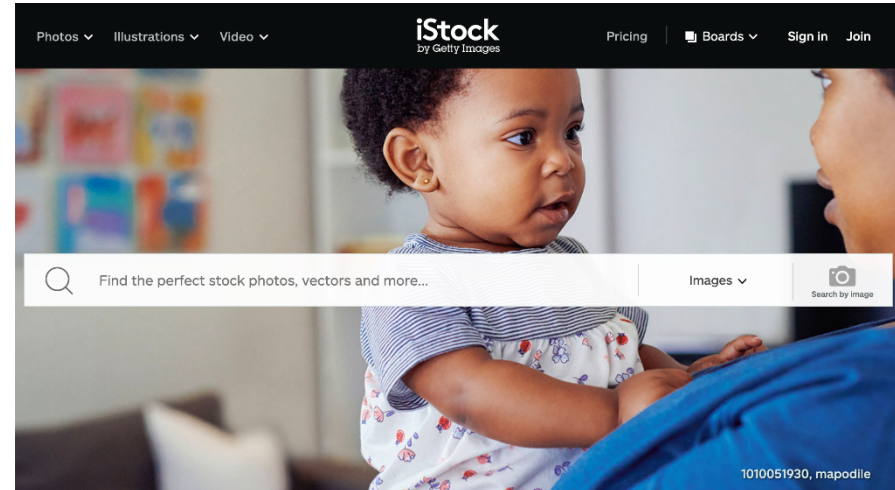 Photos
Illustrations
Video
iStock
by Getty Images
Pricing
Boards
Sign in
Join
Find the perfect stock photos, vectors and more...
Images
Search by image
1010051930, mapodile